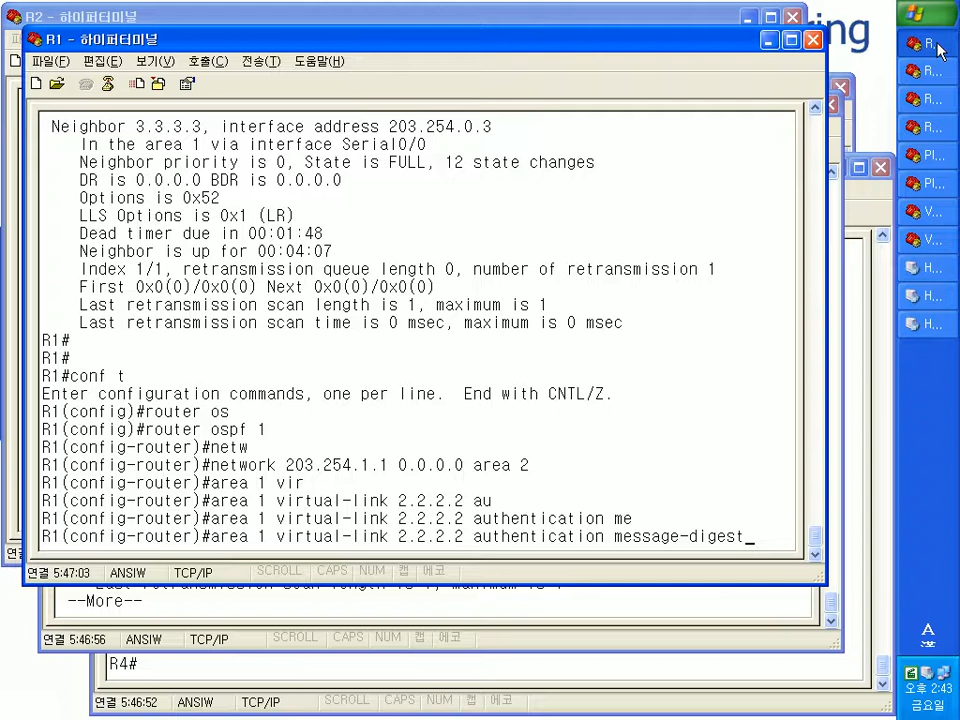 R2 - 하이퍼터미널
ring
R1 - 하이퍼터미널
파일(F) 편집(E) 보기(V) 호출(C) 전송(T) 도움말(H)
Neighbor 3.3.3.3, interface address 203.254.0.3
In the area 1 via interface Serial0/0
Neighbor priority is 0, State is FULL, 12 state changes
DR is 0.0.0.0 BDR is 0.0.0.0
Options is 0x52
LLS Options is 0x1 (LR)
Dead timer due in 00:01:48
Neighbor is up for 00:04:07
Index 1/1, retransmission queue length 0, number of retransmission 1
First 0x0(0)/0x0(0) Next 0x0(0)/0x0(0)
Last retransmission scan length is 1, maximum is 1
Last retransmission scan time is 0 msec, maximum is 0 msec
R1#
R1#
R1#conf t
Enter configuration commands, one per line.  End with CNTL/Z.
R1(config)#router os
R1(config)#router ospf 1
R1(config-router)#netw
R1(config-router)#network 203.254.1.1 0.0.0.0 area 2
R1(config-router)#area 1 vir
R1(config-router)#area 1 virtual-link 2.2.2.2 au
R1(config-router)#area 1 virtual-link 2.2.2.2 authentication me
R1(config-router)#area 1 virtual-link 2.2.2.2 authentication message-digest_
연결 5:47:03 ANSIW TCP/IP SCROLL CAPS NUM 캡 에코
--More--
연결 5:46:56 ANSIW TCP/IP SCROLL CAPS NUM 캡 에코
R4#
연결 5:46:52 ANSIW TCP/IP SCROLL CAPS NUM 캡 에코
R...
R...
R...
R...
Pl...
Pl...
V...
V...
H...
H...
H...
A
漢
오후 2:43
금요일